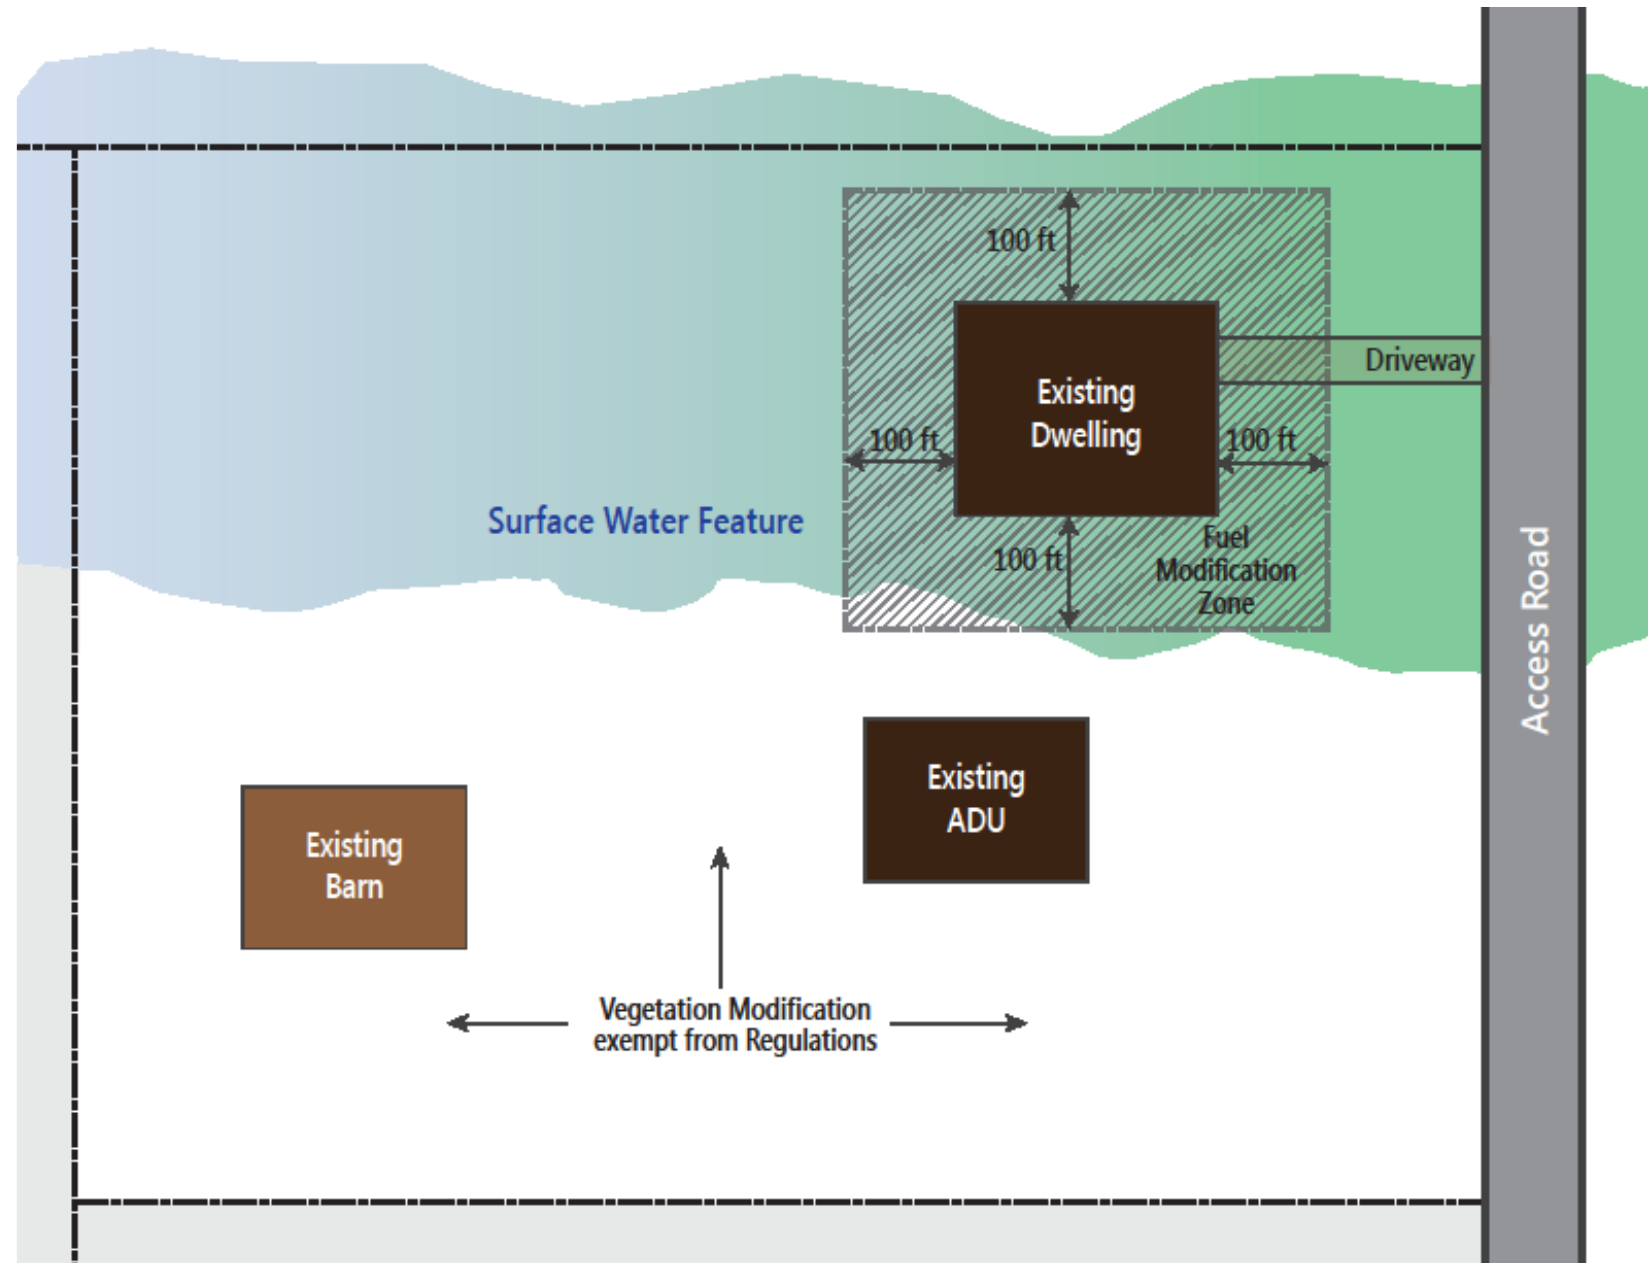 100 ft
Driveway
Existing
Dwelling
100 ft
100 ft
Surface Water Feature
100 ft
Fuel
Modification
Zone
Access Road
Existing
ADU
Existing
Barn
Vegetation Modification
exempt from Regulations